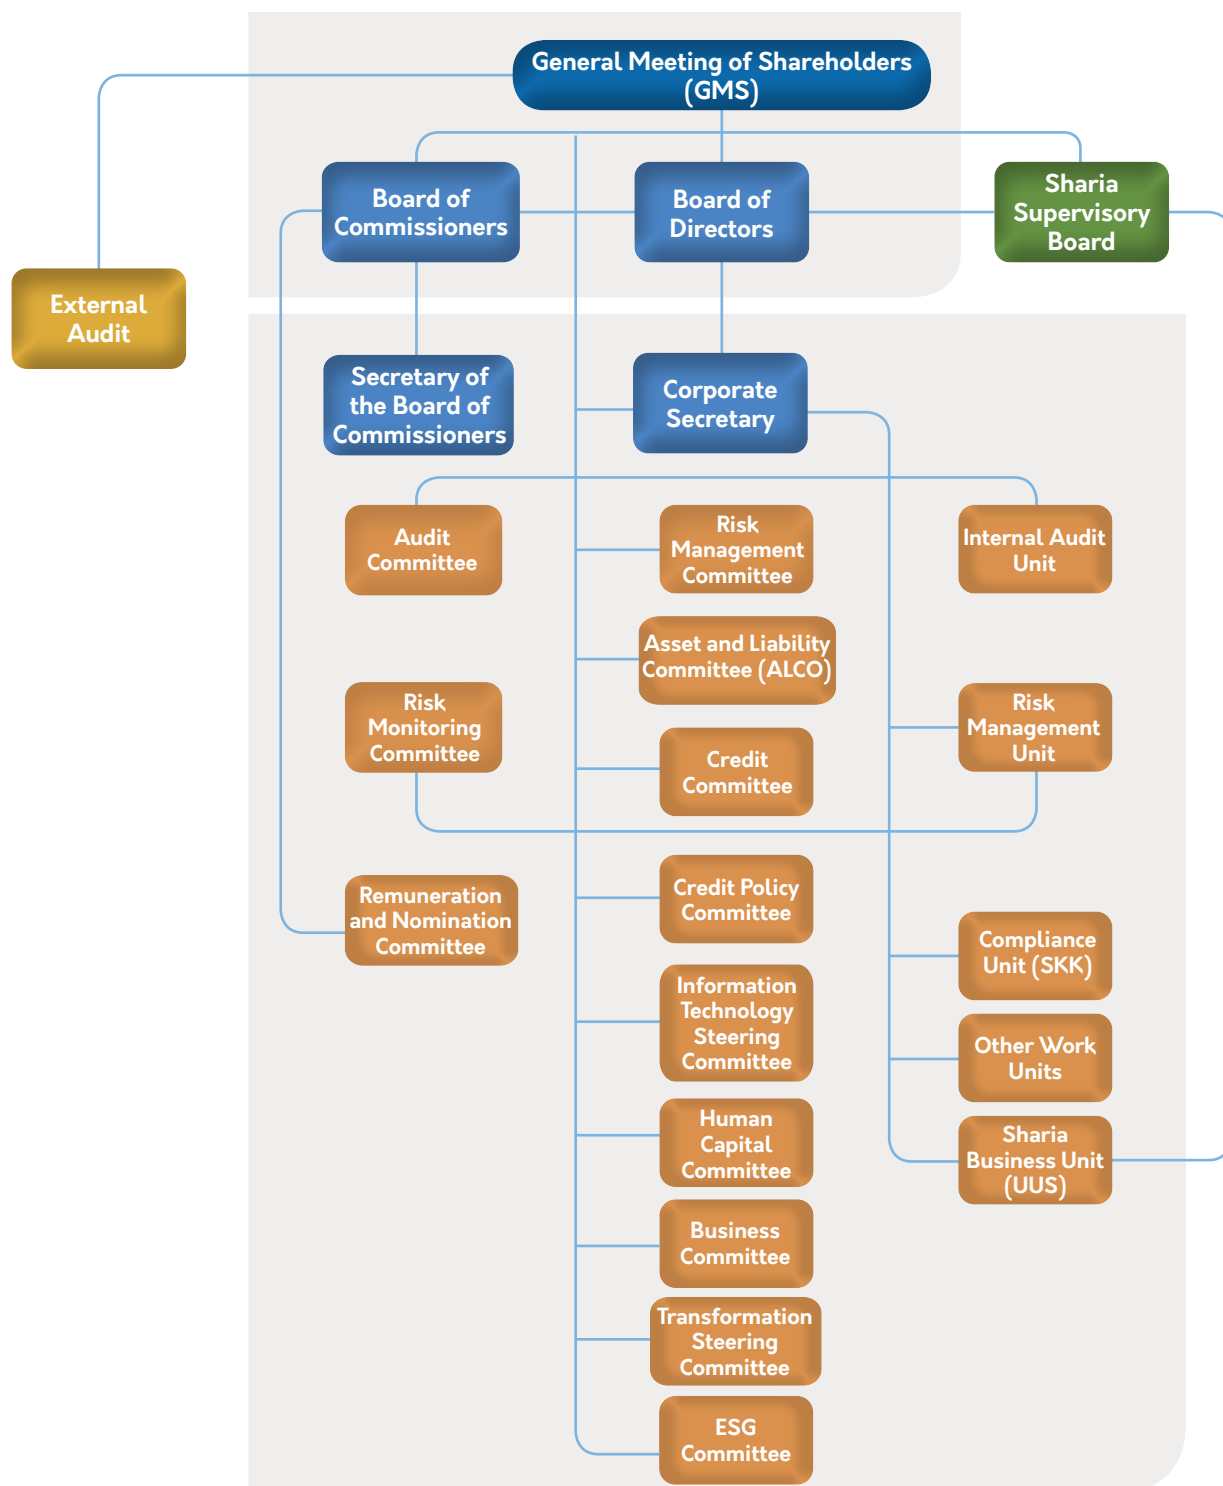 General Meeting of Shareholders
(GMS)
Board of
Commissioners
Board of
Directors
Sharia
Supervisory
Board
External
Audit
Secretary of
the Board of
Commissioners
Corporate
Secretary
Audit
Committee
Risk
Management
Committee
Internal Audit
Unit
Asset and Liability
Committee (ALCO)
Risk
Monitoring
Committee
Risk
Management
Unit
Credit
Committee
Remuneration
and Nomination
Committee
Credit Policy
Committee
Compliance
Unit (SKK)
Information
Technology
Steering
Committee
Other Work
Units
Human
Capital
Committee
Sharia
Business Unit
(UUS)
Business
Committee
Transformation
Steering
Committee
ESG
Committee